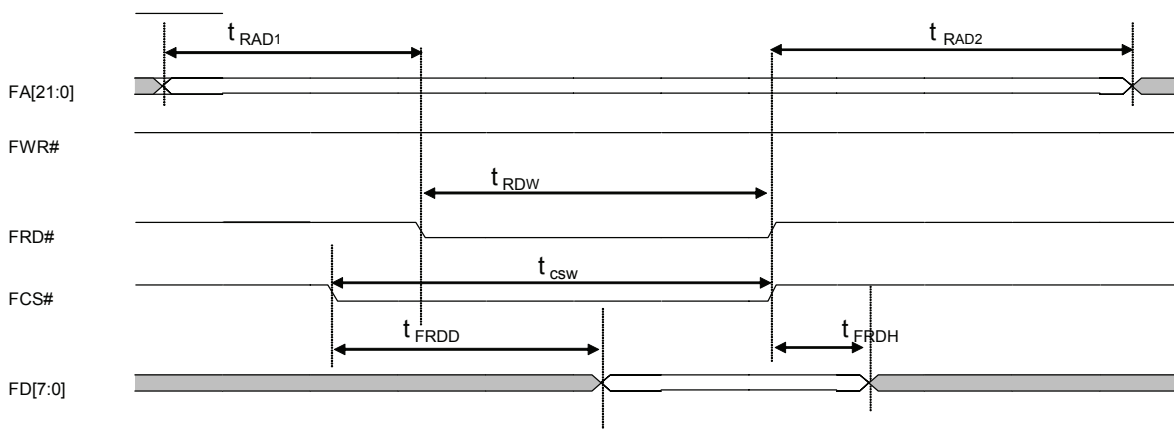 t RAD1
t RAD2
FA[21:0]
FWR#
t RDW
FRD#
t csw
FCS#
t FRDD
t FRDH
FD[7:0]